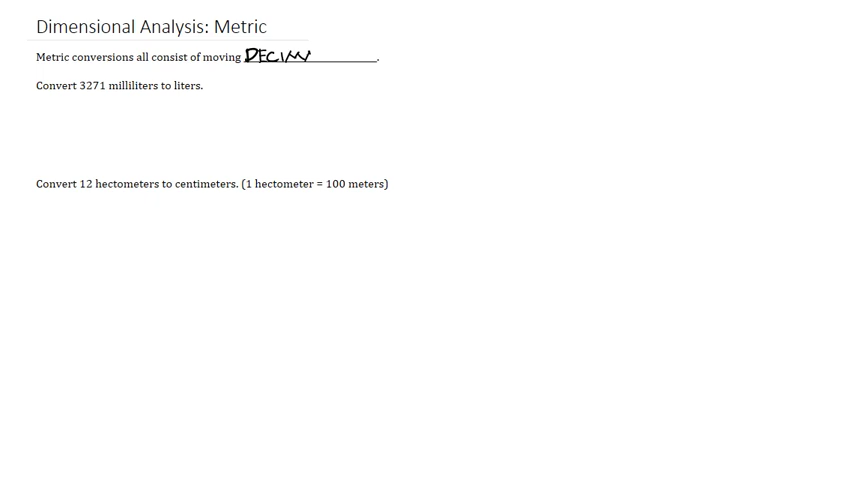 Dimensional Analysis: Metric
Metric conversions all consist of moving DECIM.
Convert 3271 milliliters to liters.
Convert 12 hectometers to centimeters. (1 hectometer = 100 meters)